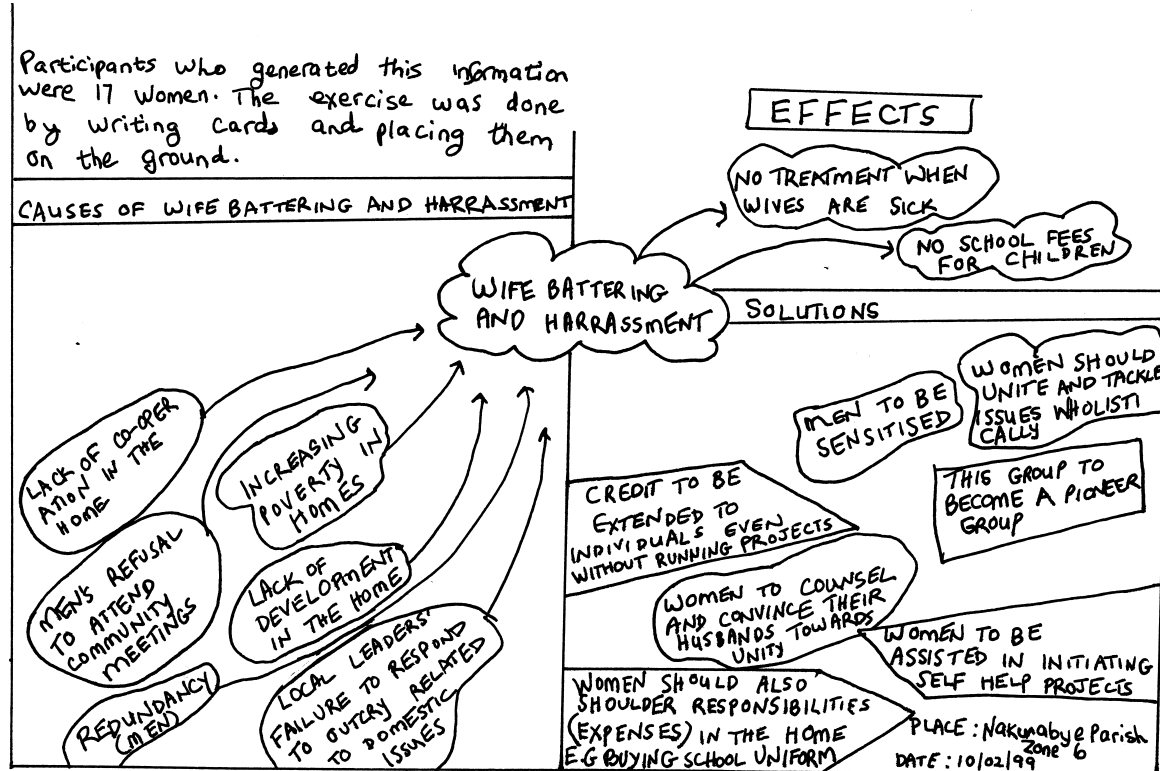 Participants who generated this information
were 17 women. The exercise was done
by writing cards and placing them
on the ground.
CAUSES OF WIFE BATTERING AND HARRASSMENT
LACK OF CO-OPER
ATION IN THE
HOME
MEN'S REFUSAL
TO ATTEND
COMMUNITY
MEETINGS
REDUNDANCY
(MEN)
INCREASING
POVERTY IN
HOMES
LACK OF
DEVELOPMENT
IN THE HOME
LOCAL LEADERS'
FAILURE TO RESPOND
TO OUTCRY RELATED
TO DOMESTIC
ISSUES
WIFE BATTERING
AND HARRASSMENT
EFFECTS
NO TREATMENT WHEN
WIVES ARE SICK
NO SCHOOL FEES
FOR CHILDREN
SOLUTIONS
WOMEN SHOULD
UNITE AND TACKLE
ISSUES WHOLISTI
CALLY
MEN TO BE
SENSITISED
THIS GROUP TO
BECOME A PIONEER
GROUP
CREDIT TO BE
EXTENDED TO
INDIVIDUALS EVEN
WITHOUT RUNNING PROJECTS
WOMEN TO COUNSEL
AND CONVINCE THEIR
HUSBANDS TOWARDS
UNITY
WOMEN TO BE
ASSISTED IN INITIATING
SELF HELP PROJECTS
WOMEN SHOULD ALSO
SHOULDER RESPONSIBILITIES
(EXPENSES) IN THE HOME
E.G BUYING SCHOOL UNIFORM
PLACE: Nakunabye Parish
Zone 6
DATE: 10/02/99